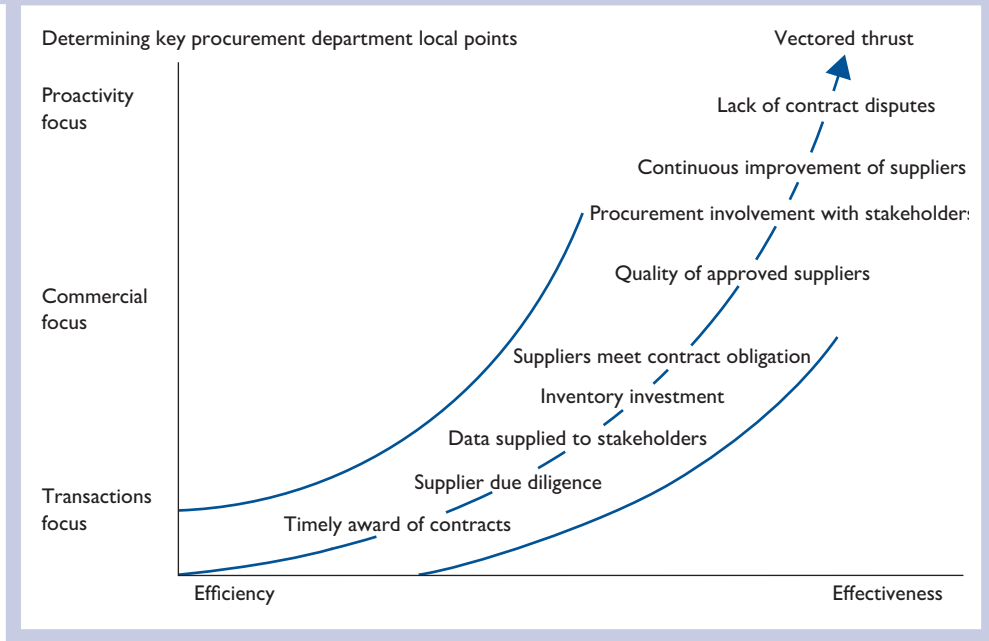 Determining key procurement department local points
Vectored thrust
Proactivity
focus
Lack of contract disputes
Continuous improvement of suppliers
Procurement involvement with stakeholders
Quality of approved suppliers
Commercial
focus
Suppliers meet contract obligation
Inventory investment
Data supplied to stakeholders
Supplier due diligence
Transactions
focus
Timely award of contracts
Efficiency
Effectiveness